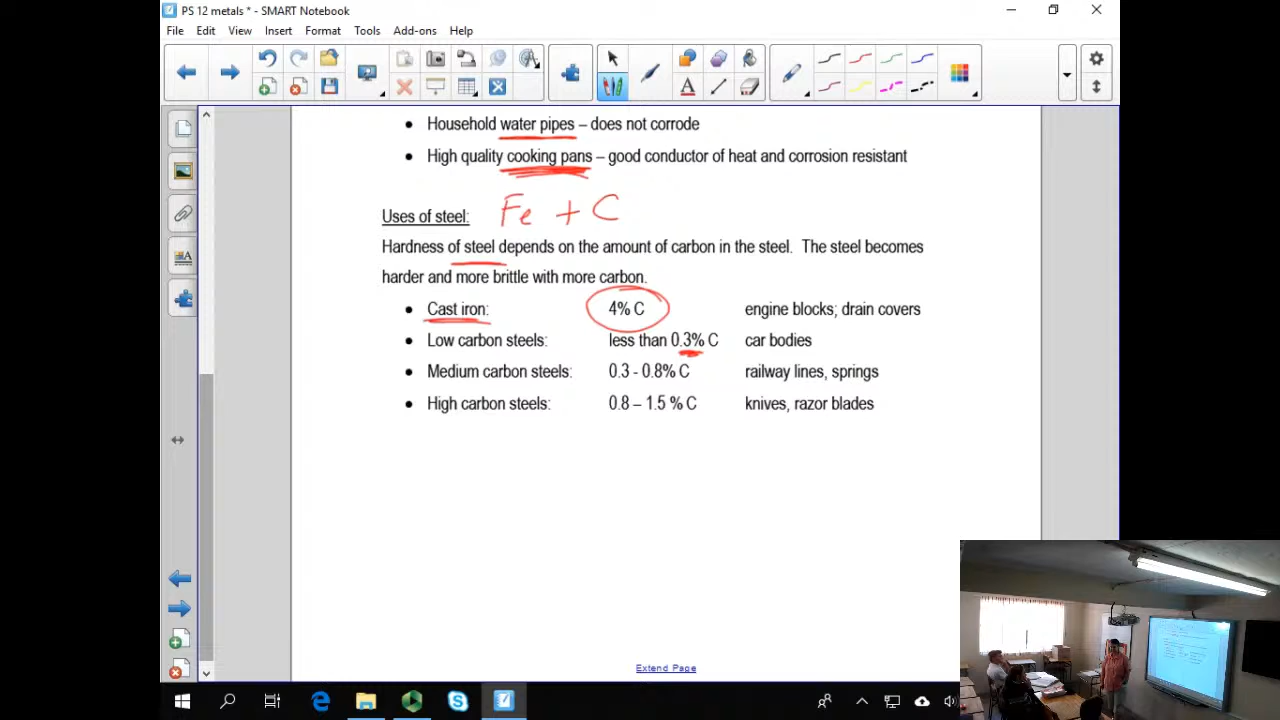 PS 12 metals * - SMART Notebook
File Edit View Insert Format Tools Add-ons Help
• Household water pipes – does not corrode
• High quality cooking pans – good conductor of heat and corrosion resistant
Uses of steel: Fe + C
Hardness of steel depends on the amount of carbon in the steel. The steel becomes
harder and more brittle with more carbon.
• Cast iron: 4% C engine blocks; drain covers
• Low carbon steels: less than 0.3% C car bodies
• Medium carbon steels: 0.3 - 0.8% C railway lines, springs
• High carbon steels: 0.8 – 1.5 % C knives, razor blades
Extend Page